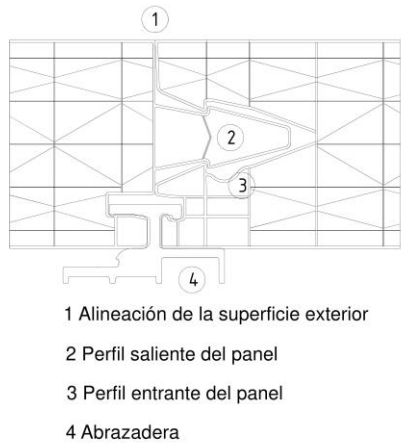 1
2
3
4
1 Alineación de la superficie exterior
2 Perfil saliente del panel
3 Perfil entrante del panel
4 Abrazadera